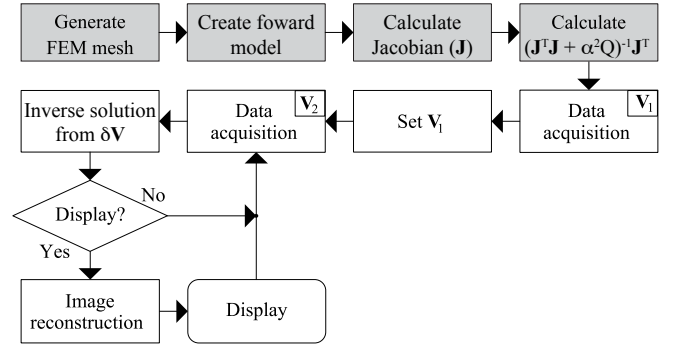 Generate
FEM mesh
Create foward
model
Calculate
Jacobian (J)
Calculate
(JᵀJ + α²Q)⁻¹Jᵀ
Inverse solution
from δV
Data
acquisition
V₂
Set V₁
Data
acquisition
V₁
Display?
No
Yes
Image
reconstruction
Display